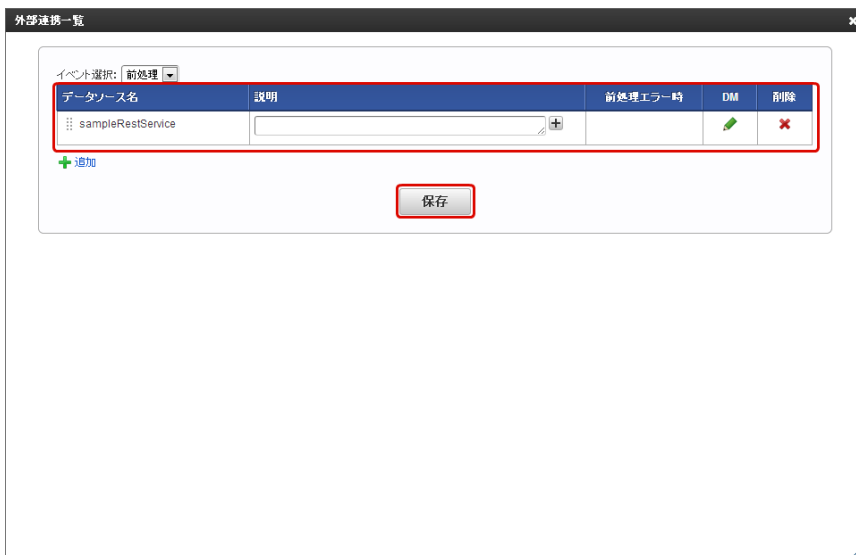 外部連携一覧
イベント選択: 前処理
データソース名 説明 前処理エラー時 DM 削除
sampleRestService
追加
保存